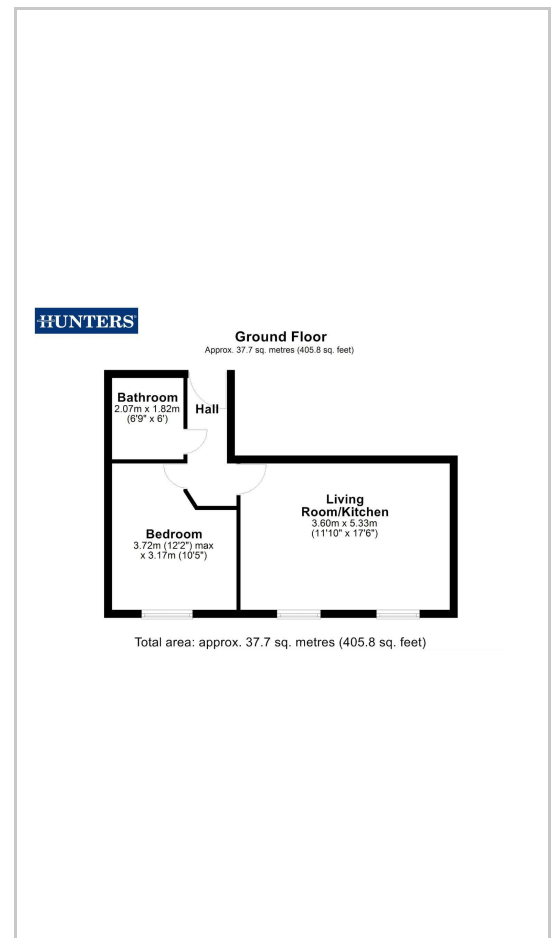 HUNTERS
Ground Floor
Approx. 37.7 sq. metres (405.8 sq. feet)
Bathroom
2.07m x 1.82m
(6'9" x 6')
Hall
Living
Room/Kitchen
3.60m x 5.33m
(11'10" x 17'6")
Bedroom
3.72m (12'2") max
x 3.17m (10'5")
Total area: approx. 37.7 sq. metres (405.8 sq. feet)